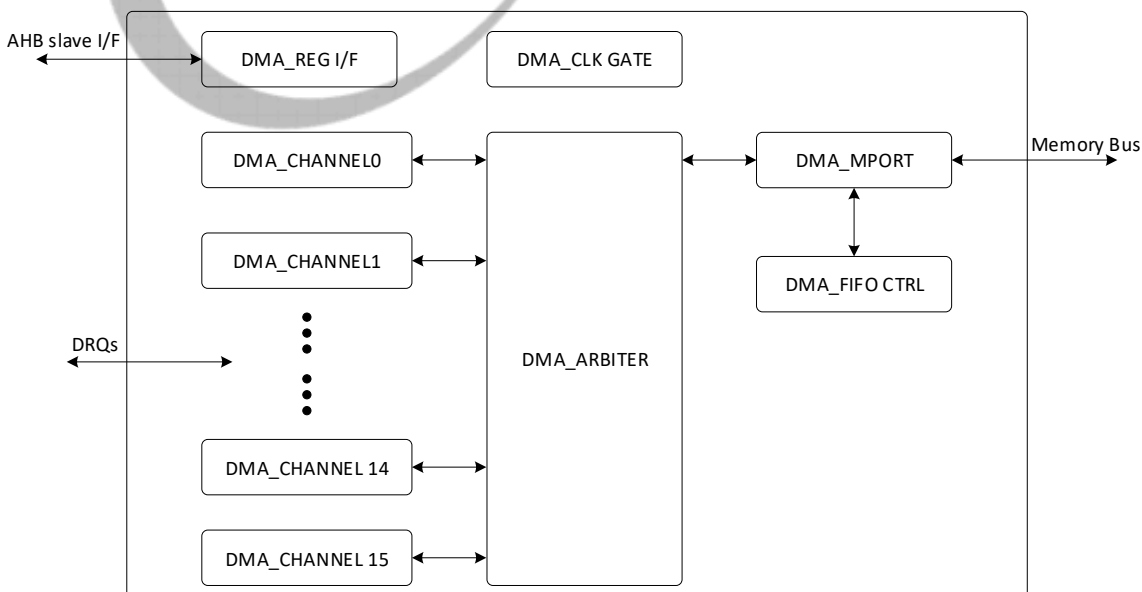 AHB slave I/F
DMA_REG I/F
DMA_CLK GATE
DMA_CHANNEL0
DMA_MPORT
Memory Bus
DMA_CHANNEL1
DMA_FIFO CTRL
DRQs
DMA_ARBITER
DMA_CHANNEL 14
DMA_CHANNEL 15